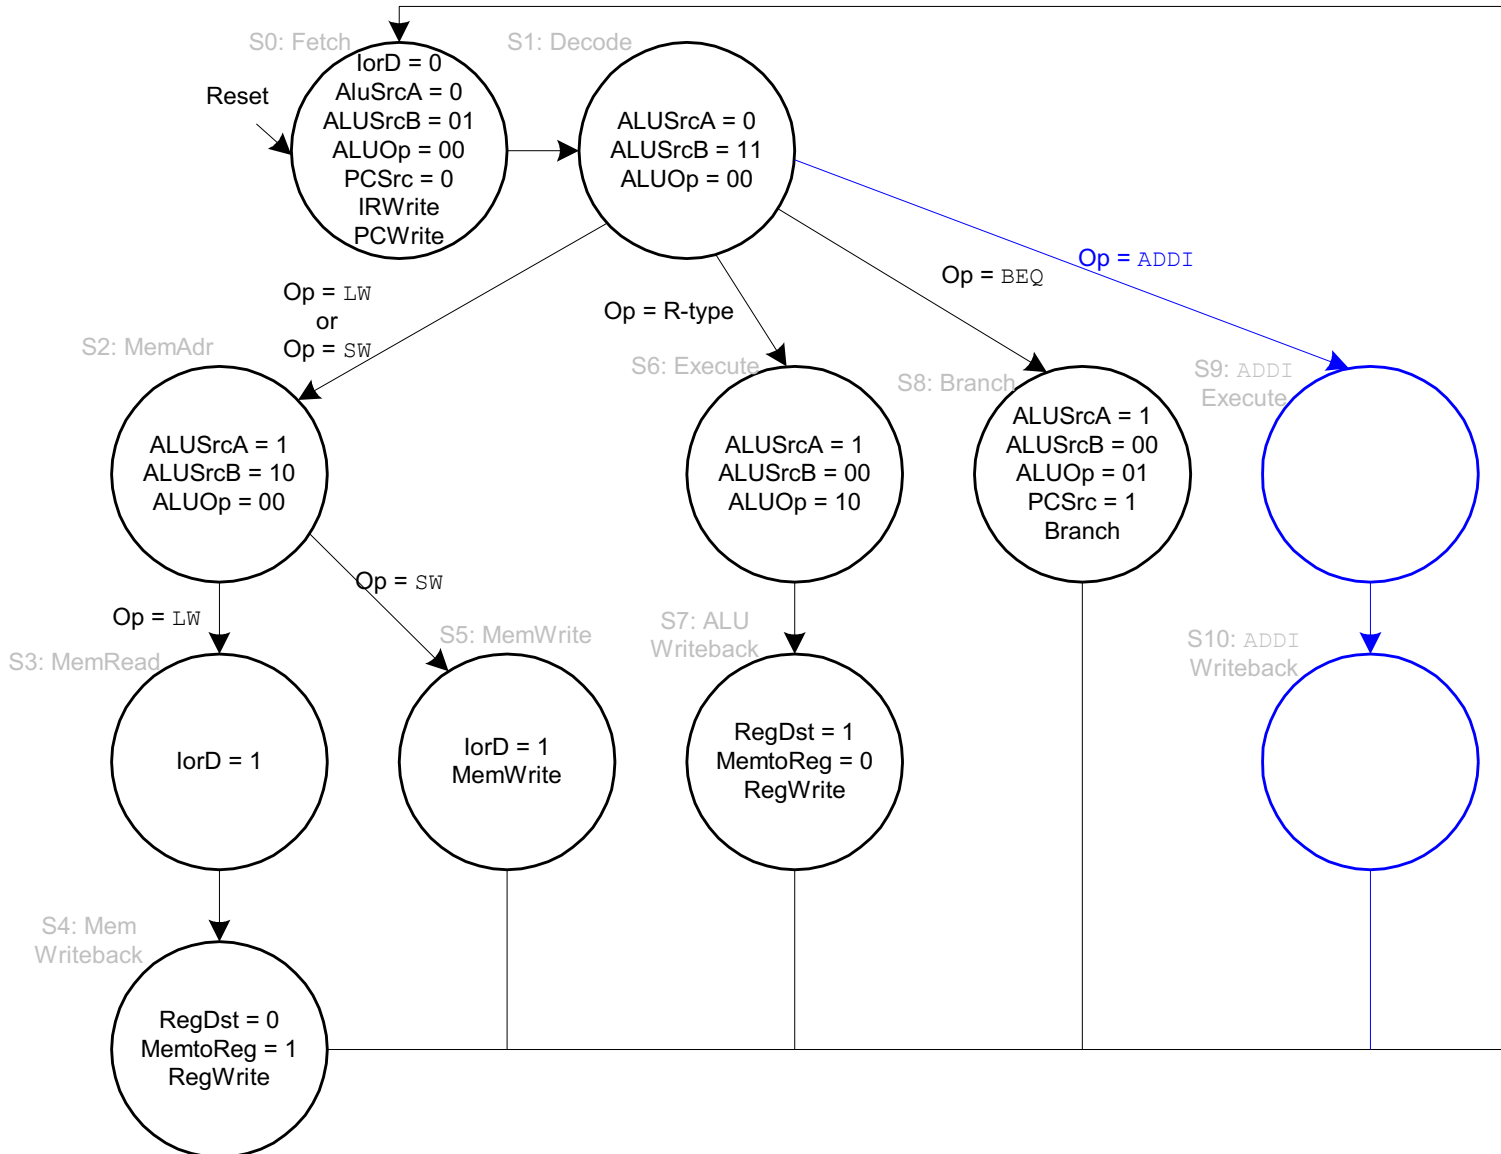 S0: Fetch
S1: Decode
Reset
IorD = 0
AluSrcA = 0
ALUSrcB = 01
ALUOp = 00
PCSrc = 0
IRWrite
PCWrite
ALUSrcA = 0
ALUSrcB = 11
ALUOp = 00
Op = LW
or
Op = SW
Op = R-type
Op = BEQ
Op = ADDI
S2: MemAdr
S6: Execute
S8: Branch
S9: ADDI
Execute
ALUSrcA = 1
ALUSrcB = 10
ALUOp = 00
ALUSrcA = 1
ALUSrcB = 00
ALUOp = 10
ALUSrcA = 1
ALUSrcB = 00
ALUOp = 01
PCSrc = 1
Branch
Op = LW
Op = SW
S3: MemRead
S5: MemWrite
S7: ALU
Writeback
S10: ADDI
Writeback
IorD = 1
IorD = 1
MemWrite
RegDst = 1
MemtoReg = 0
RegWrite
S4: Mem
Writeback
RegDst = 0
MemtoReg = 1
RegWrite